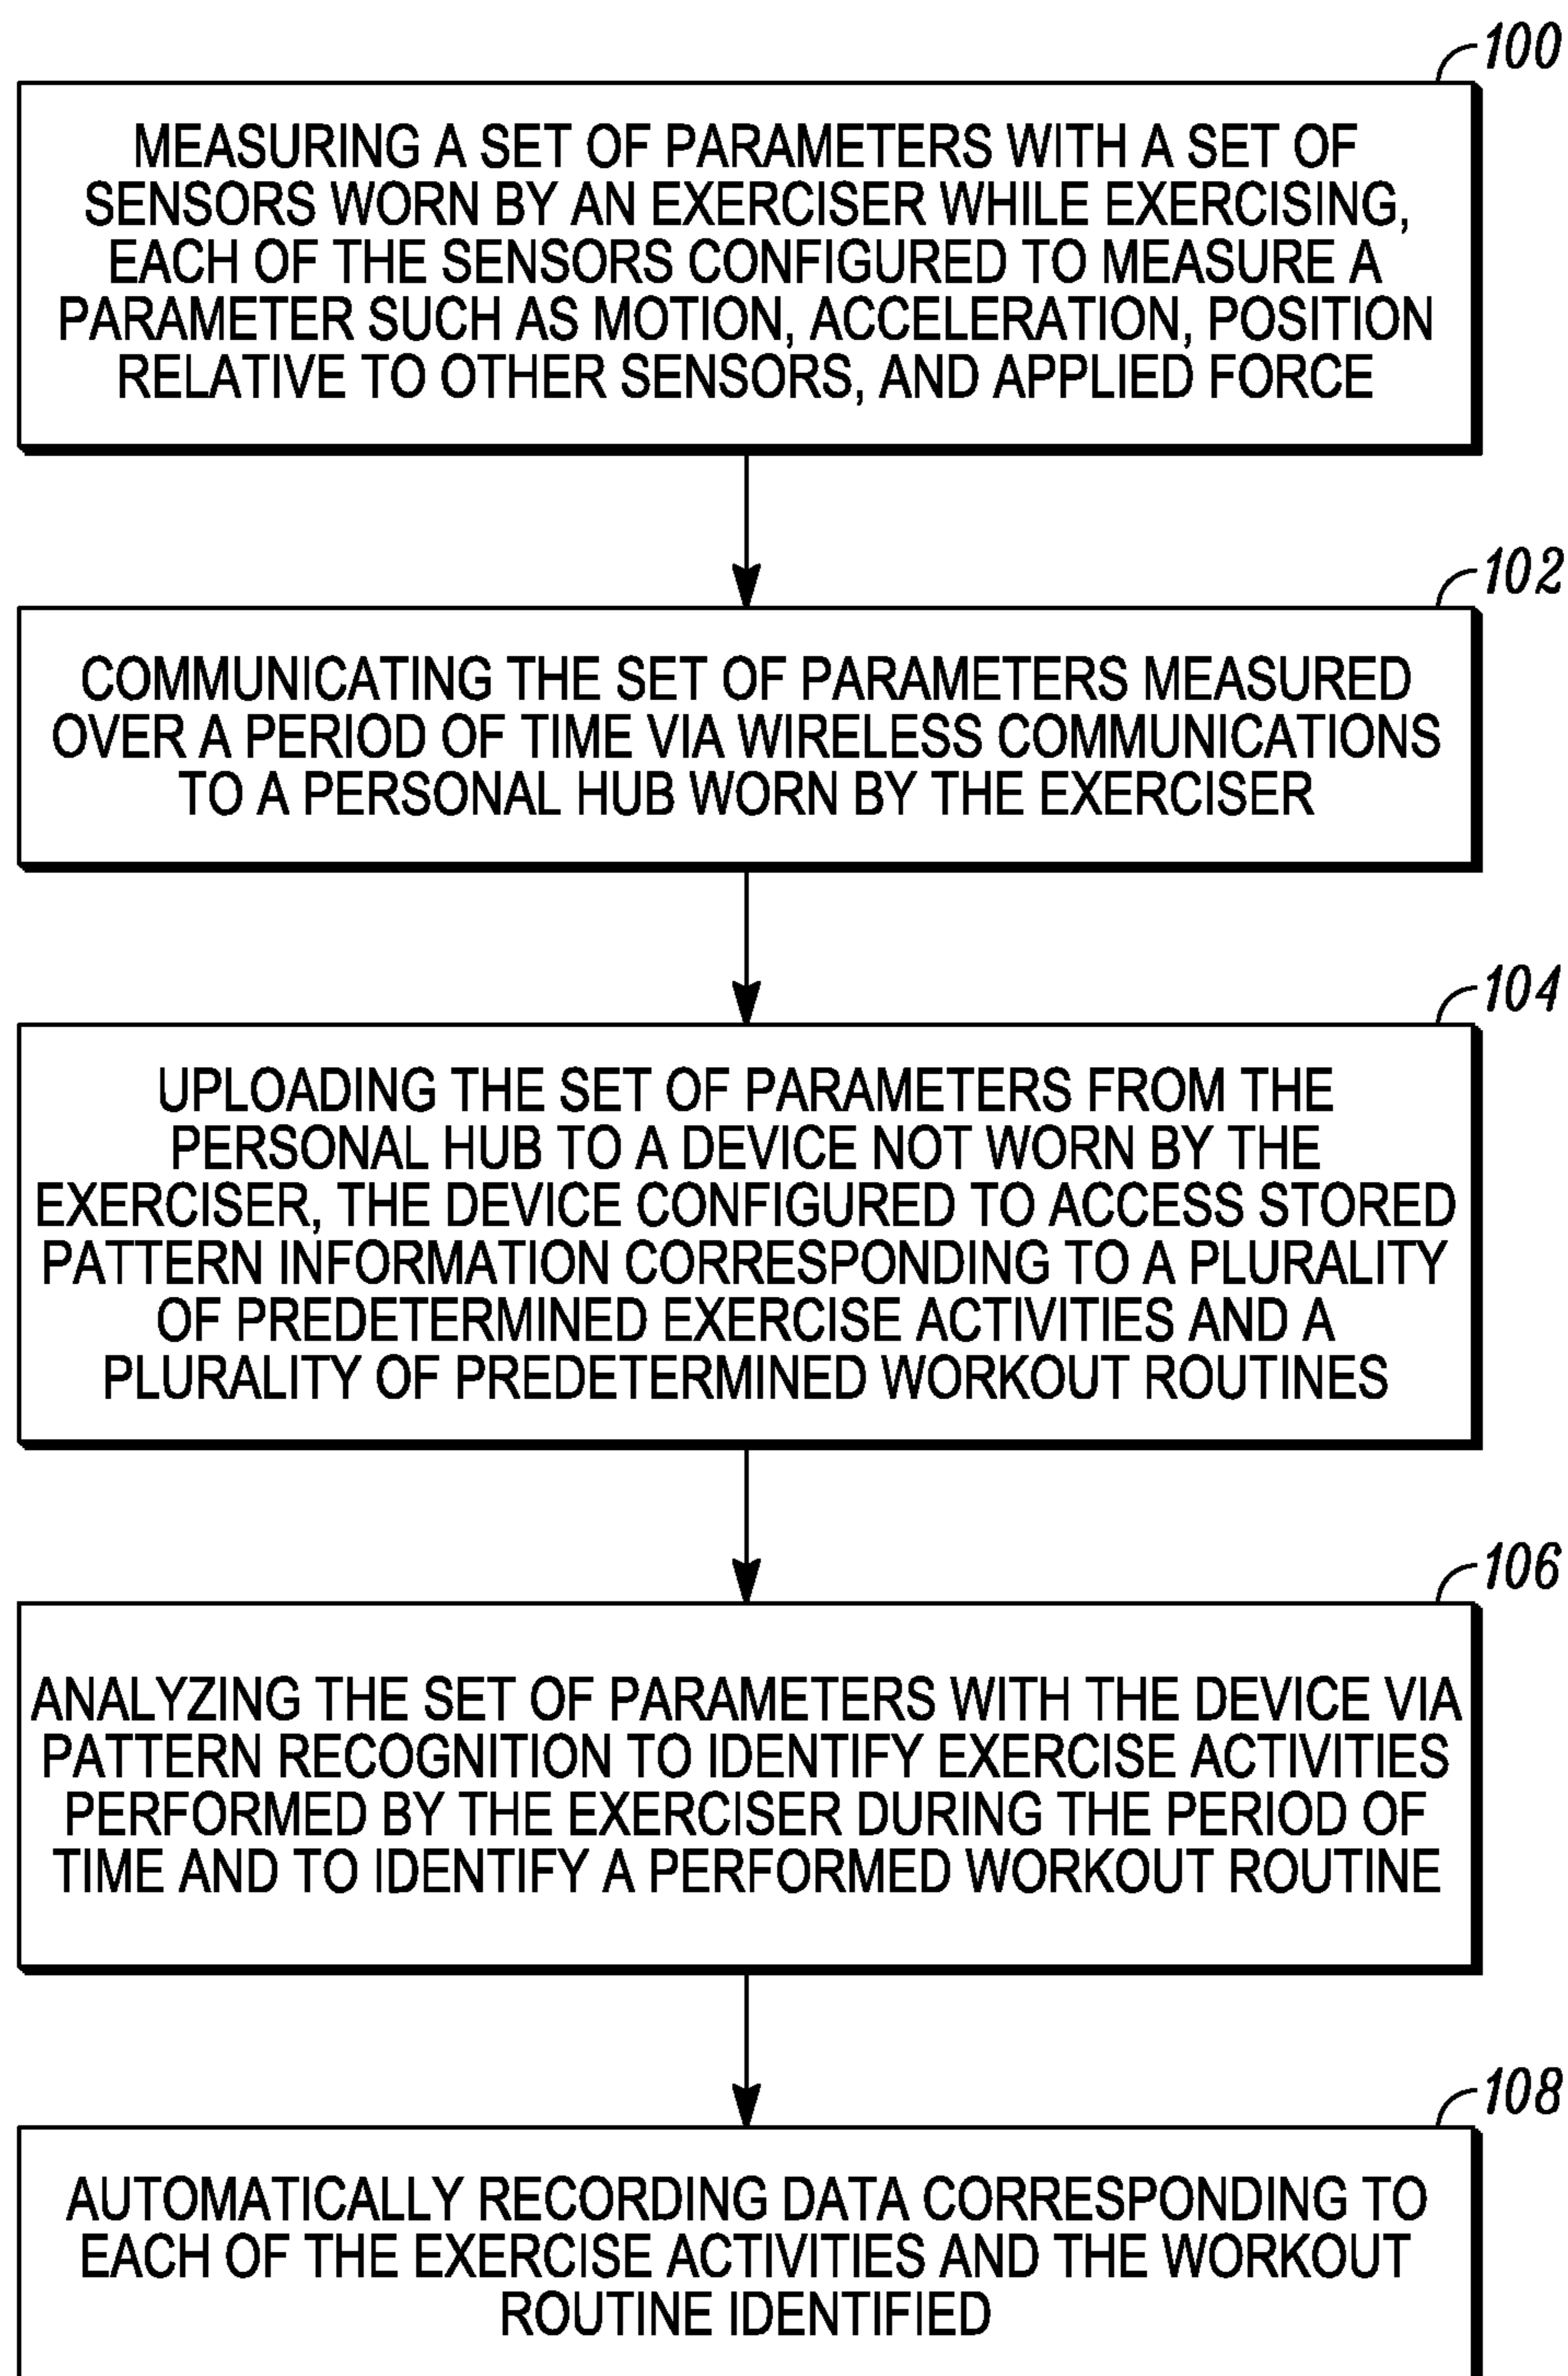 100
MEASURING A SET OF PARAMETERS WITH A SET OF
SENSORS WORN BY AN EXERCISER WHILE EXERCISING,
EACH OF THE SENSORS CONFIGURED TO MEASURE A
PARAMETER SUCH AS MOTION, ACCELERATION, POSITION
RELATIVE TO OTHER SENSORS, AND APPLIED FORCE
102
COMMUNICATING THE SET OF PARAMETERS MEASURED
OVER A PERIOD OF TIME VIA WIRELESS COMMUNICATIONS
TO A PERSONAL HUB WORN BY THE EXERCISER
104
UPLOADING THE SET OF PARAMETERS FROM THE
PERSONAL HUB TO A DEVICE NOT WORN BY THE
EXERCISER, THE DEVICE CONFIGURED TO ACCESS STORED
PATTERN INFORMATION CORRESPONDING TO A PLURALITY
OF PREDETERMINED EXERCISE ACTIVITIES AND A
PLURALITY OF PREDETERMINED WORKOUT ROUTINES
106
ANALYZING THE SET OF PARAMETERS WITH THE DEVICE VIA
PATTERN RECOGNITION TO IDENTIFY EXERCISE ACTIVITIES
PERFORMED BY THE EXERCISER DURING THE PERIOD OF
TIME AND TO IDENTIFY A PERFORMED WORKOUT ROUTINE
108
AUTOMATICALLY RECORDING DATA CORRESPONDING TO
EACH OF THE EXERCISE ACTIVITIES AND THE WORKOUT
ROUTINE IDENTIFIED